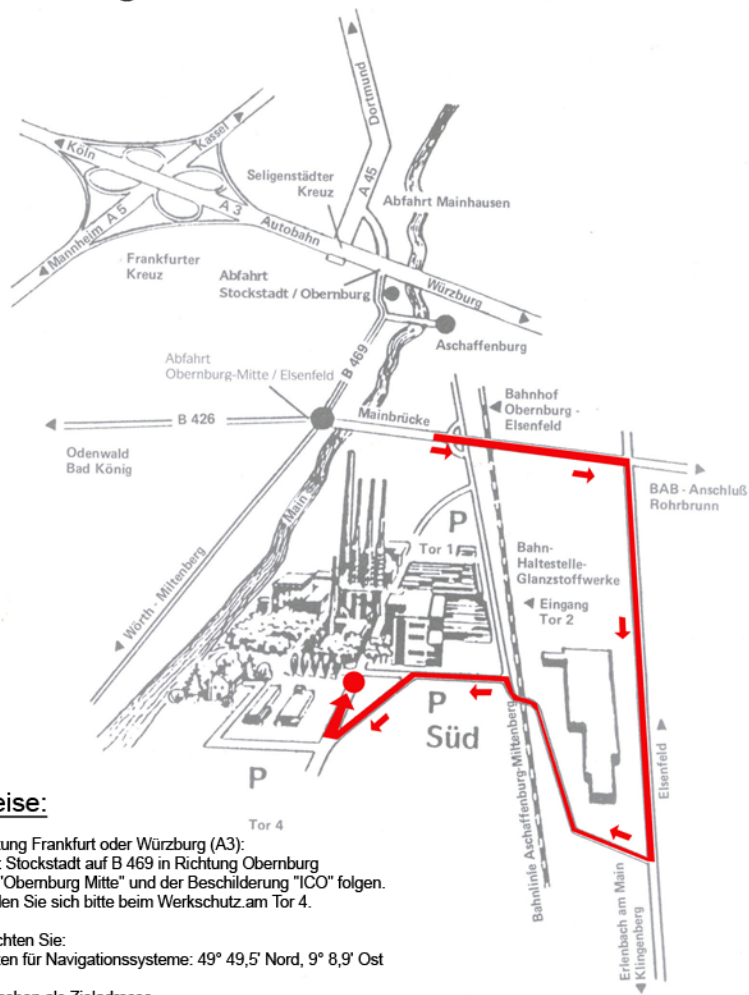 Dortmund
Kassel
Köln
A 45
Seligenstädter
Kreuz
Abfahrt Mainhausen
A 3
Autobahn
Mannheim A 5
Frankfurter
Kreuz
Abfahrt
Stockstadt / Obernburg
Würzburg
Aschaffenburg
B 469
Abfahrt
Obernburg-Mitte / Elsenfeld
Bahnhof
Obernburg -
Elsenfeld
B 426
Mainbrücke
Odenwald
Bad König
BAB - Anschluß
Rohrbrunn
Main
P
Tor 1
Bahn-
Haltestelle-
Glanzstoffwerke
Eingang
Tor 2
Wörth - Miltenberg
P
Süd
Bahnlinie Aschaffenburg-Miltenberg
Elsenfeld
P
Tor 4
Erlenbach am Main
Klingenberg
eise:
tung Frankfurt oder Würzburg (A3):
t Stockstadt auf B 469 in Richtung Obernburg
"Obernburg Mitte" und der Beschilderung "ICO" folgen.
den Sie sich bitte beim Werkschutz.am Tor 4.
chten Sie:
ten für Navigationssysteme: 49° 49,5' Nord, 9° 8,9' Ost